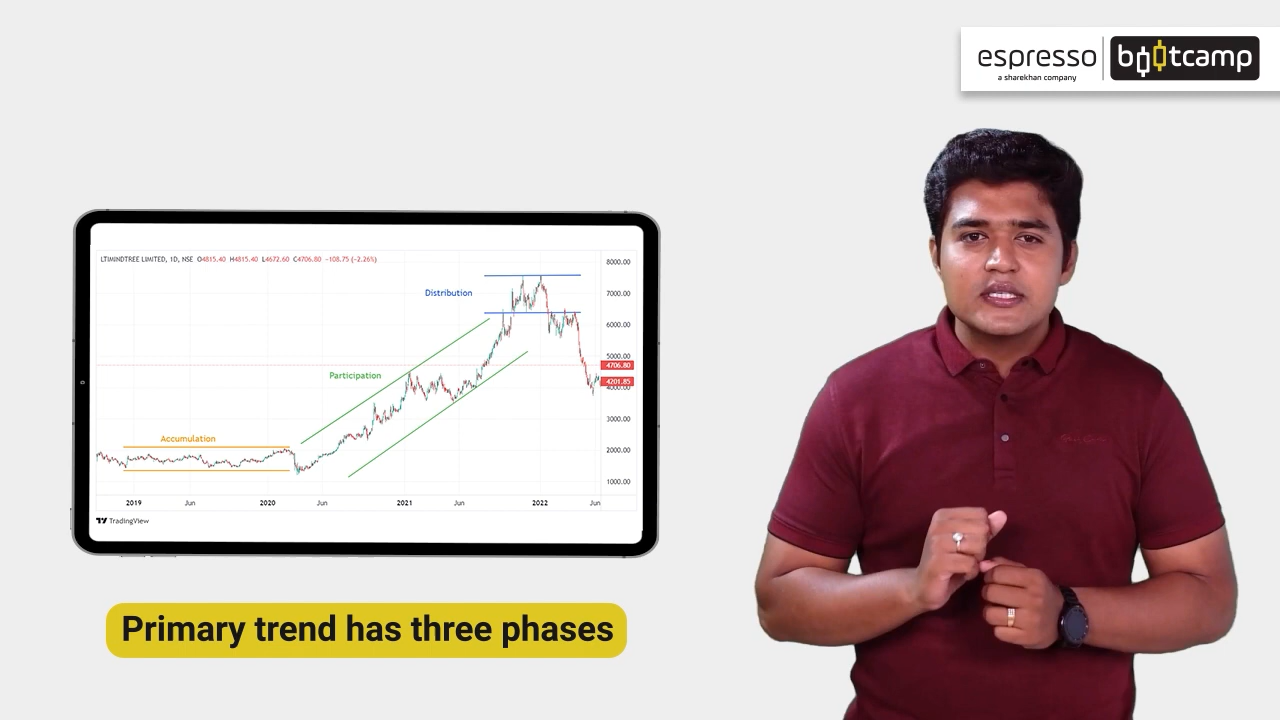 espresso
a sharekhan company
bootcamp
LTIMINDTREE LIMITED, 1D, NSE O4815.40 H4815.40 L4672.60 C4706.80 −108.75 (−2.26%)
8000.00
7000.00
6000.00
5000.00
4706.80
4201.85
4000.00
3000.00
2000.00
1000.00
Distribution
Participation
Accumulation
2019 Jun 2020 Jun 2021 Jun 2022 Jun
TradingView
Primary trend has three phases